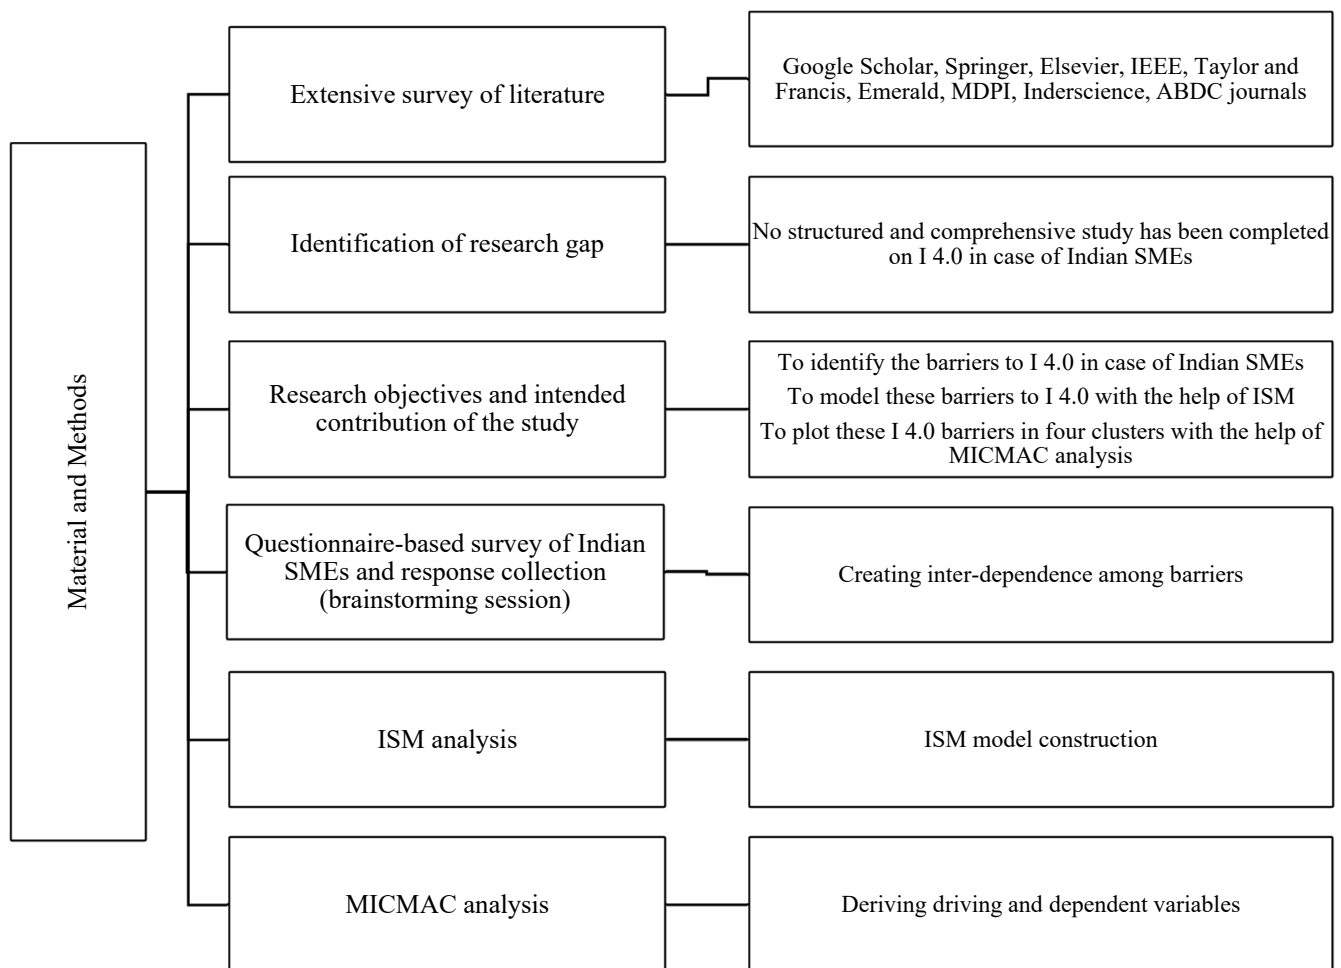 Material and Methods
Extensive survey of literature
Google Scholar, Springer, Elsevier, IEEE, Taylor and
Francis, Emerald, MDPI, Inderscience, ABDC journals
Identification of research gap
No structured and comprehensive study has been completed
on I 4.0 in case of Indian SMEs
Research objectives and intended
contribution of the study
To identify the barriers to I 4.0 in case of Indian SMEs
To model these barriers to I 4.0 with the help of ISM
To plot these I 4.0 barriers in four clusters with the help of
MICMAC analysis
Questionnaire-based survey of Indian
SMEs and response collection
(brainstorming session)
Creating inter-dependence among barriers
ISM analysis
ISM model construction
MICMAC analysis
Deriving driving and dependent variables